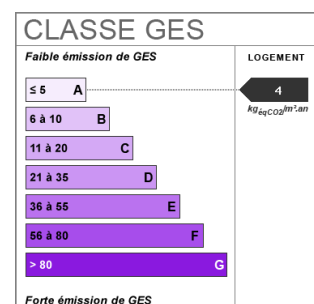 CLASSE GES
Faible émission de GES
LOGEMENT
≤ 5 A
4
kgéqCO2/m².an
6 à 10 B
11 à 20 C
21 à 35 D
36 à 55 E
56 à 80 F
> 80 G
Forte émission de GES